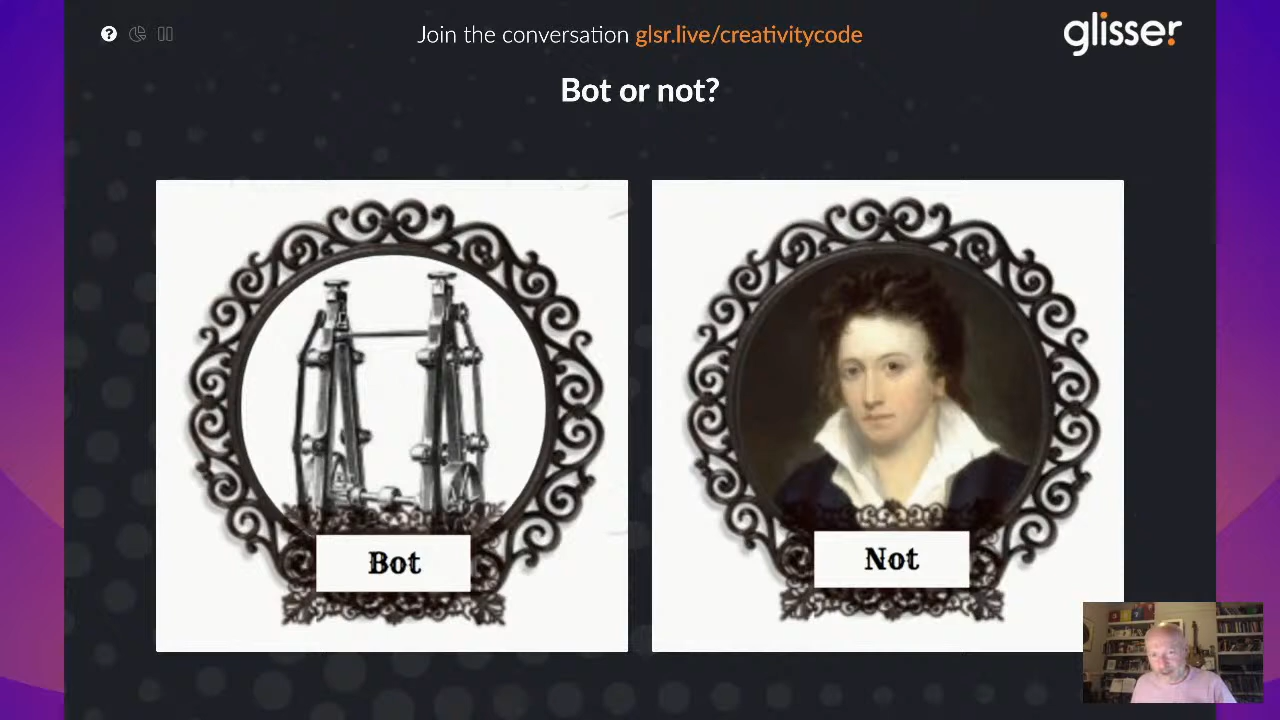 Join the conversation glsr.live/creativitycode
glisser.
Bot or not?
Bot
Not